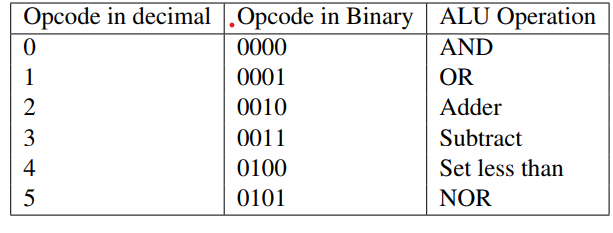 Opcode in decimal Opcode in Binary ALU Operation
0 0000 AND
1 0001 OR
2 0010 Adder
3 0011 Subtract
4 0100 Set less than
5 0101 NOR